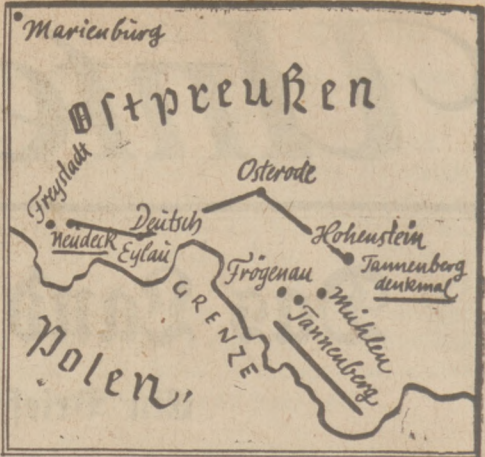 Marienburg
Ostpreußen
Osterode
Freystadt
Deutsch
Eylau
Neudeck
Hohenstein
Tannenberg
denkmal
Frögenau
Mühlen
Tannenberg
GRENZE
Polen